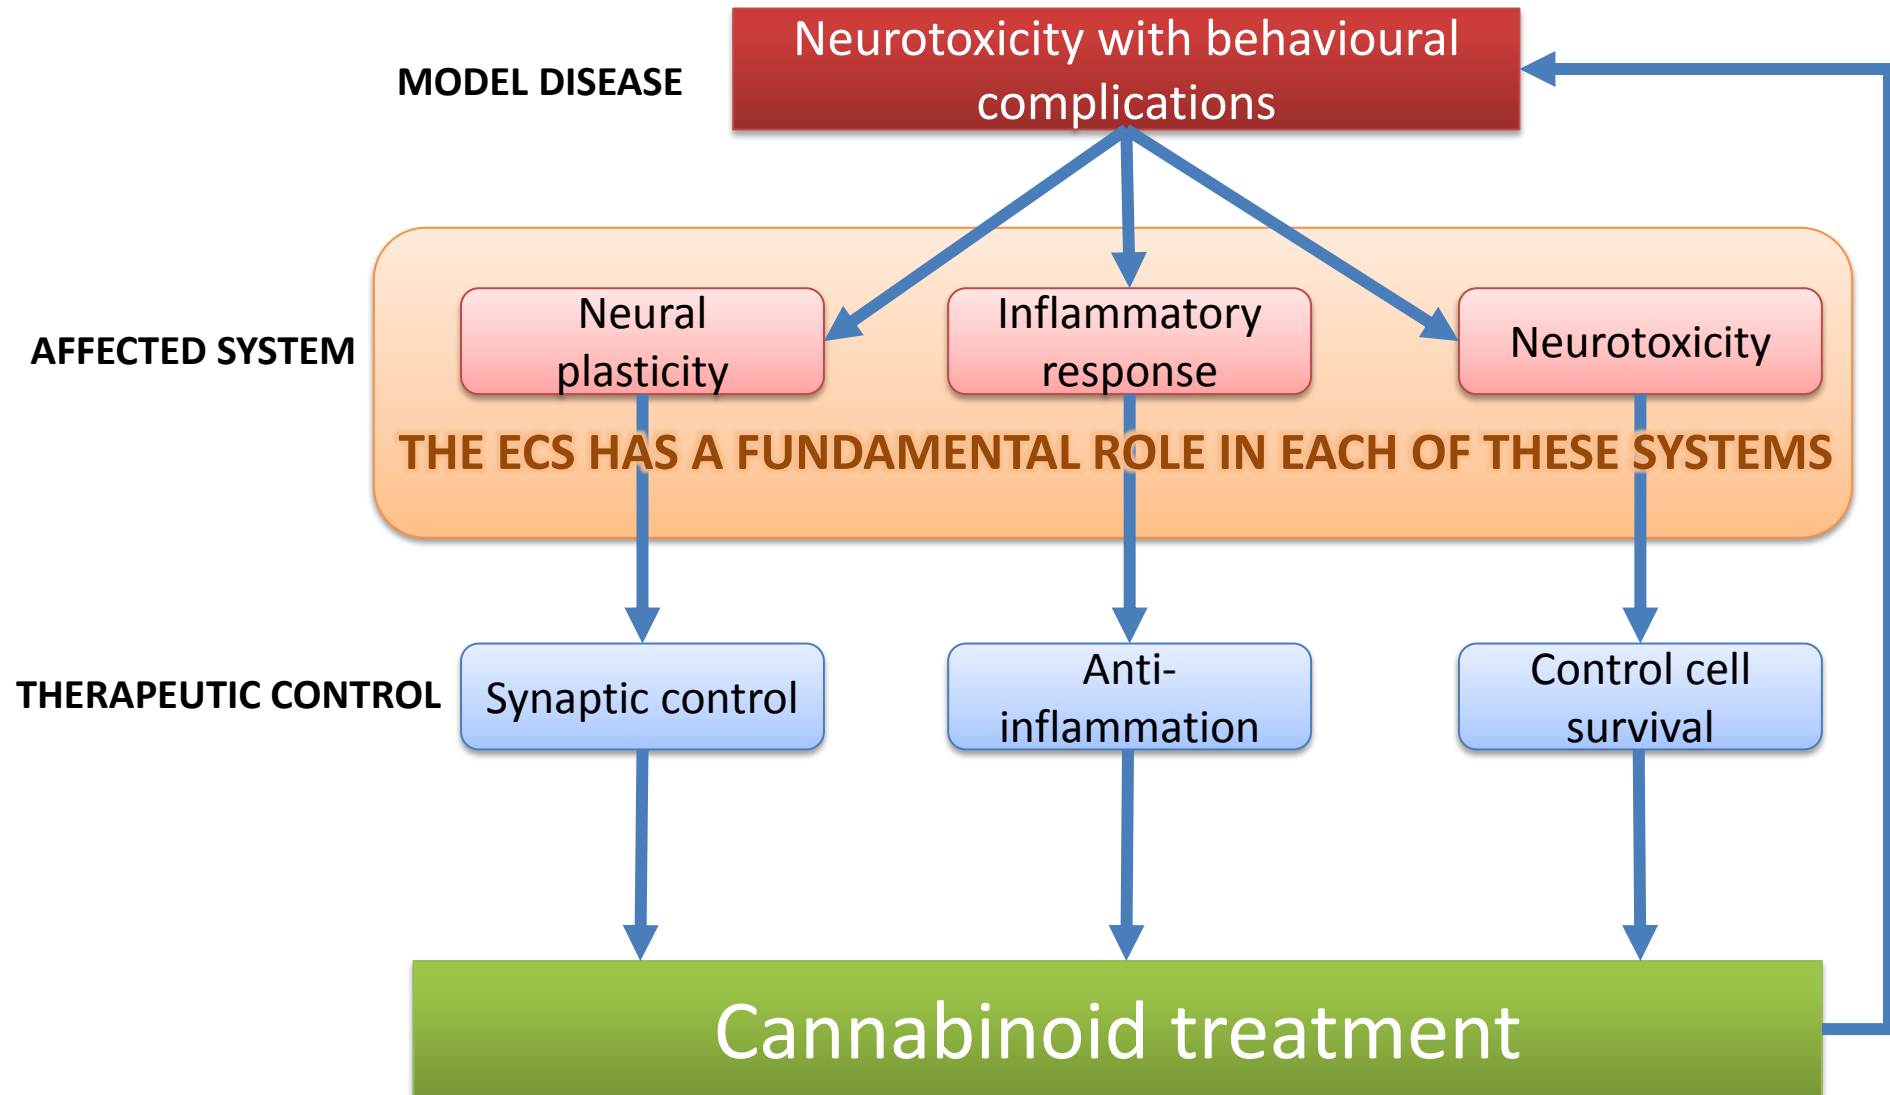 Neurotoxicity with behavioural
complications
MODEL DISEASE
Neural
plasticity
Inflammatory
response
Neurotoxicity
AFFECTED SYSTEM
THE ECS HAS A FUNDAMENTAL ROLE IN EACH OF THESE SYSTEMS
THERAPEUTIC CONTROL
Synaptic control
Anti-
inflammation
Control cell
survival
Cannabinoid treatment